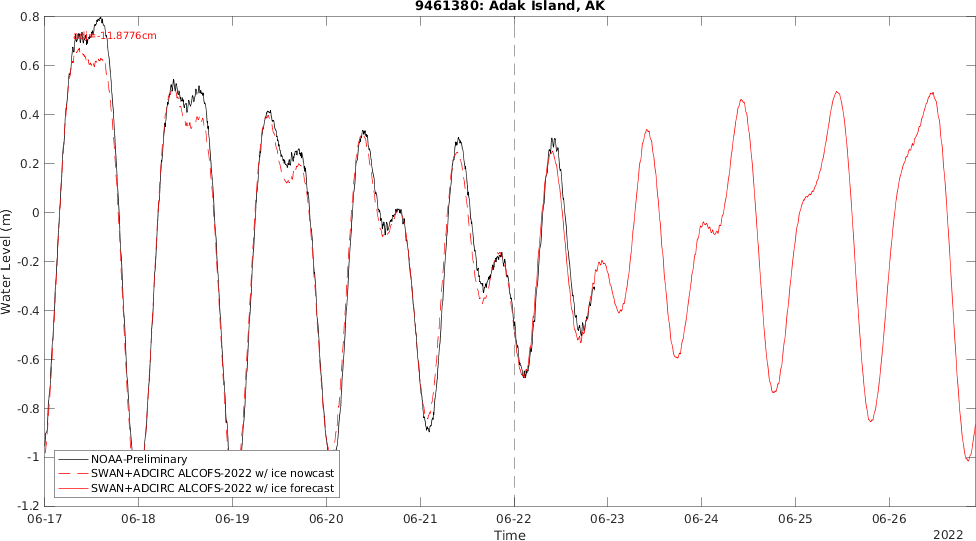 9461380: Adak Island, AK
0.8
0.6
0.4
0.2
0
-0.2
-0.4
-0.6
-0.8
-1
-1.2
Water Level (m)
-11.8776cm
NOAA-Preliminary
SWAN+ADCIRC ALCOFS-2022 w/ ice nowcast
SWAN+ADCIRC ALCOFS-2022 w/ ice forecast
06-17 06-18 06-19 06-20 06-21 06-22 06-23 06-24 06-25 06-26
Time
2022